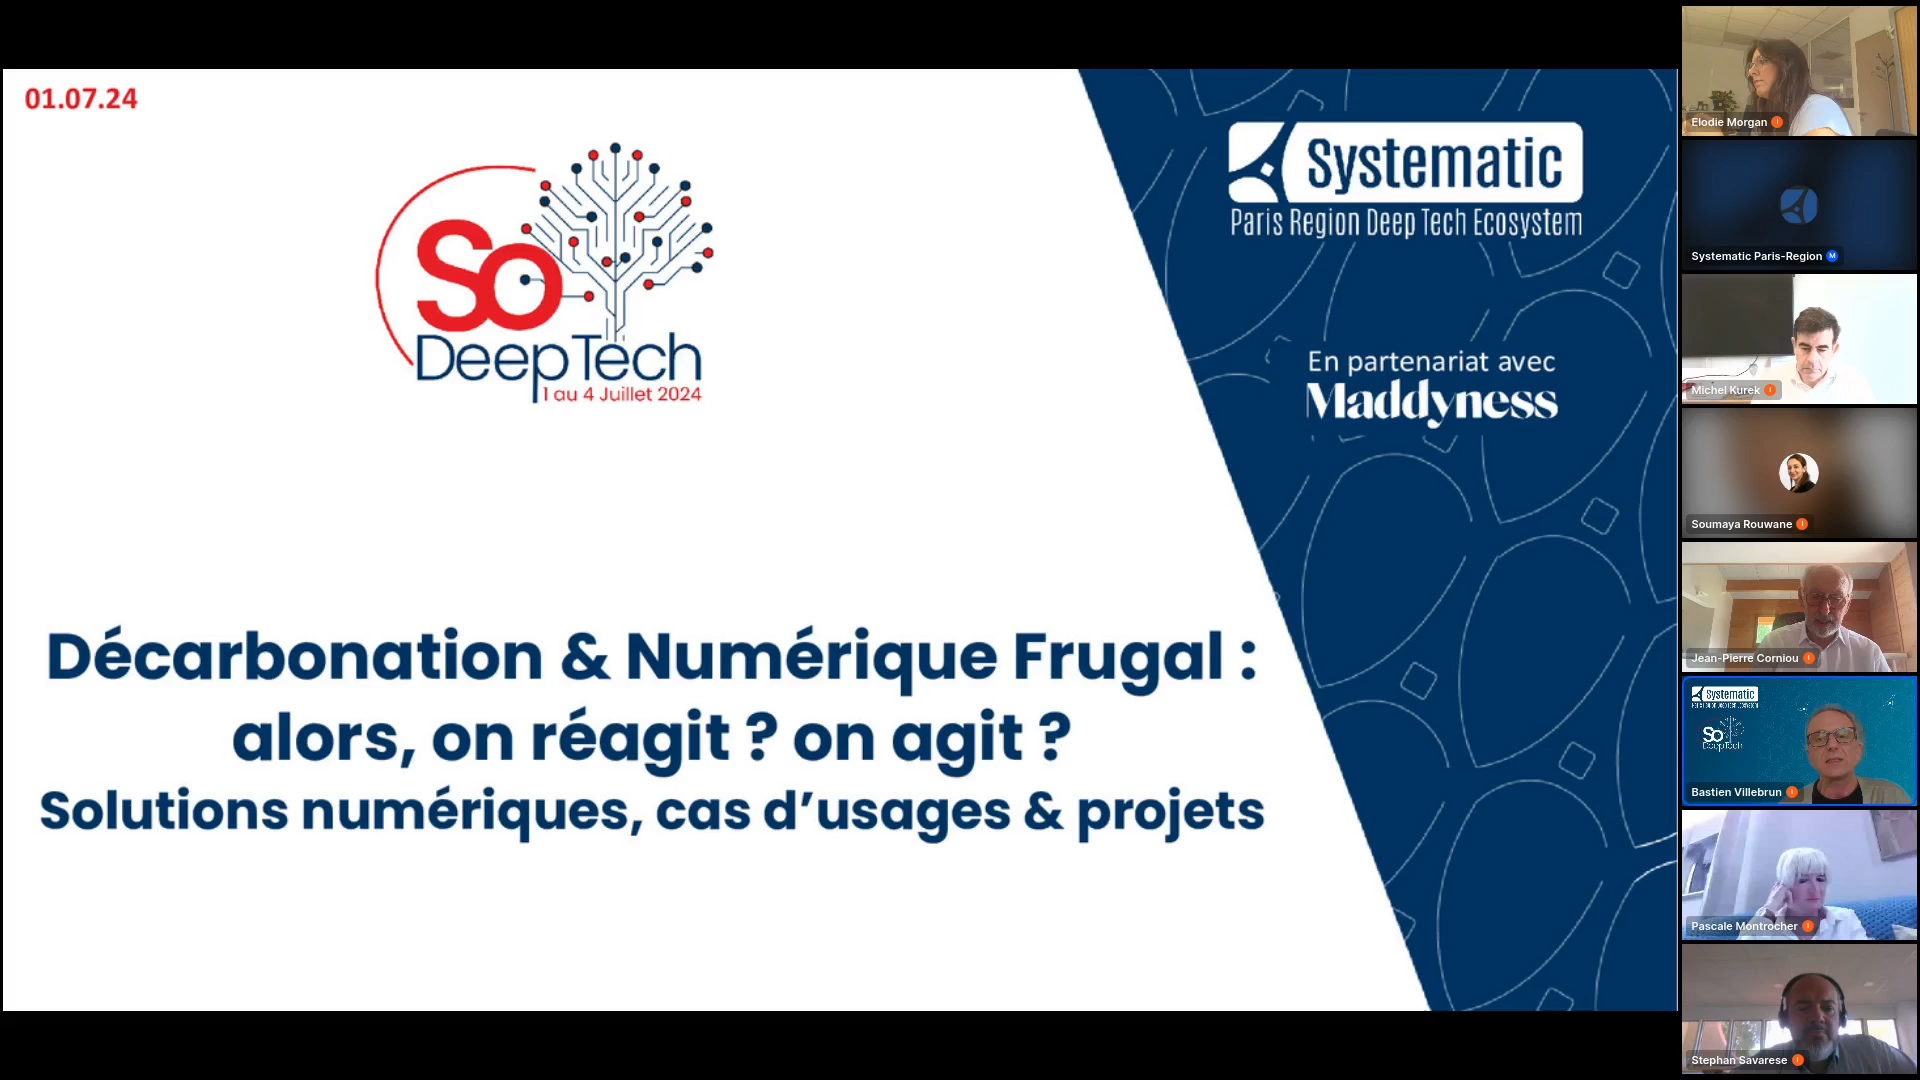 01.07.24
So
DeepTech
1 au 4 Juillet 2024
Systematic
Paris Region Deep Tech Ecosystem
En partenariat avec
Maddyness
Décarbonation & Numérique Frugal :
alors, on réagit ? on agit ?
Solutions numériques, cas d’usages & projets
Elodie Morgan
Systematic Paris-Region
M
Michel Kurek
Soumaya Rouwane
Jean-Pierre Corniou
Systematic
So
DeepTech
Bastien Villebrun
Pascale Montrocher
Stephan Savarese